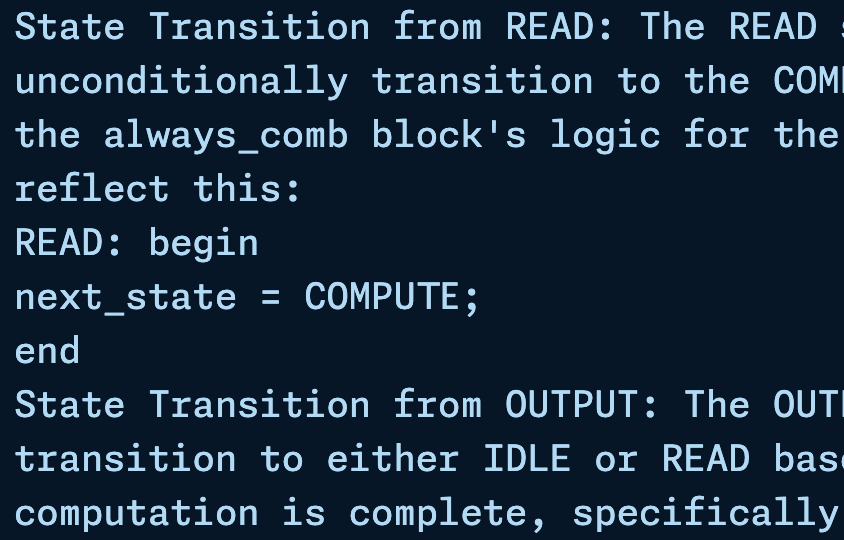 State Transition from READ: The READ
unconditionally transition to the
the always_comb block's logic for the
reflect this:
READ: begin
next_state = COMPUTE;
end
State Transition from OUTPUT: The
transition to either IDLE or READ
computation is complete, specifically